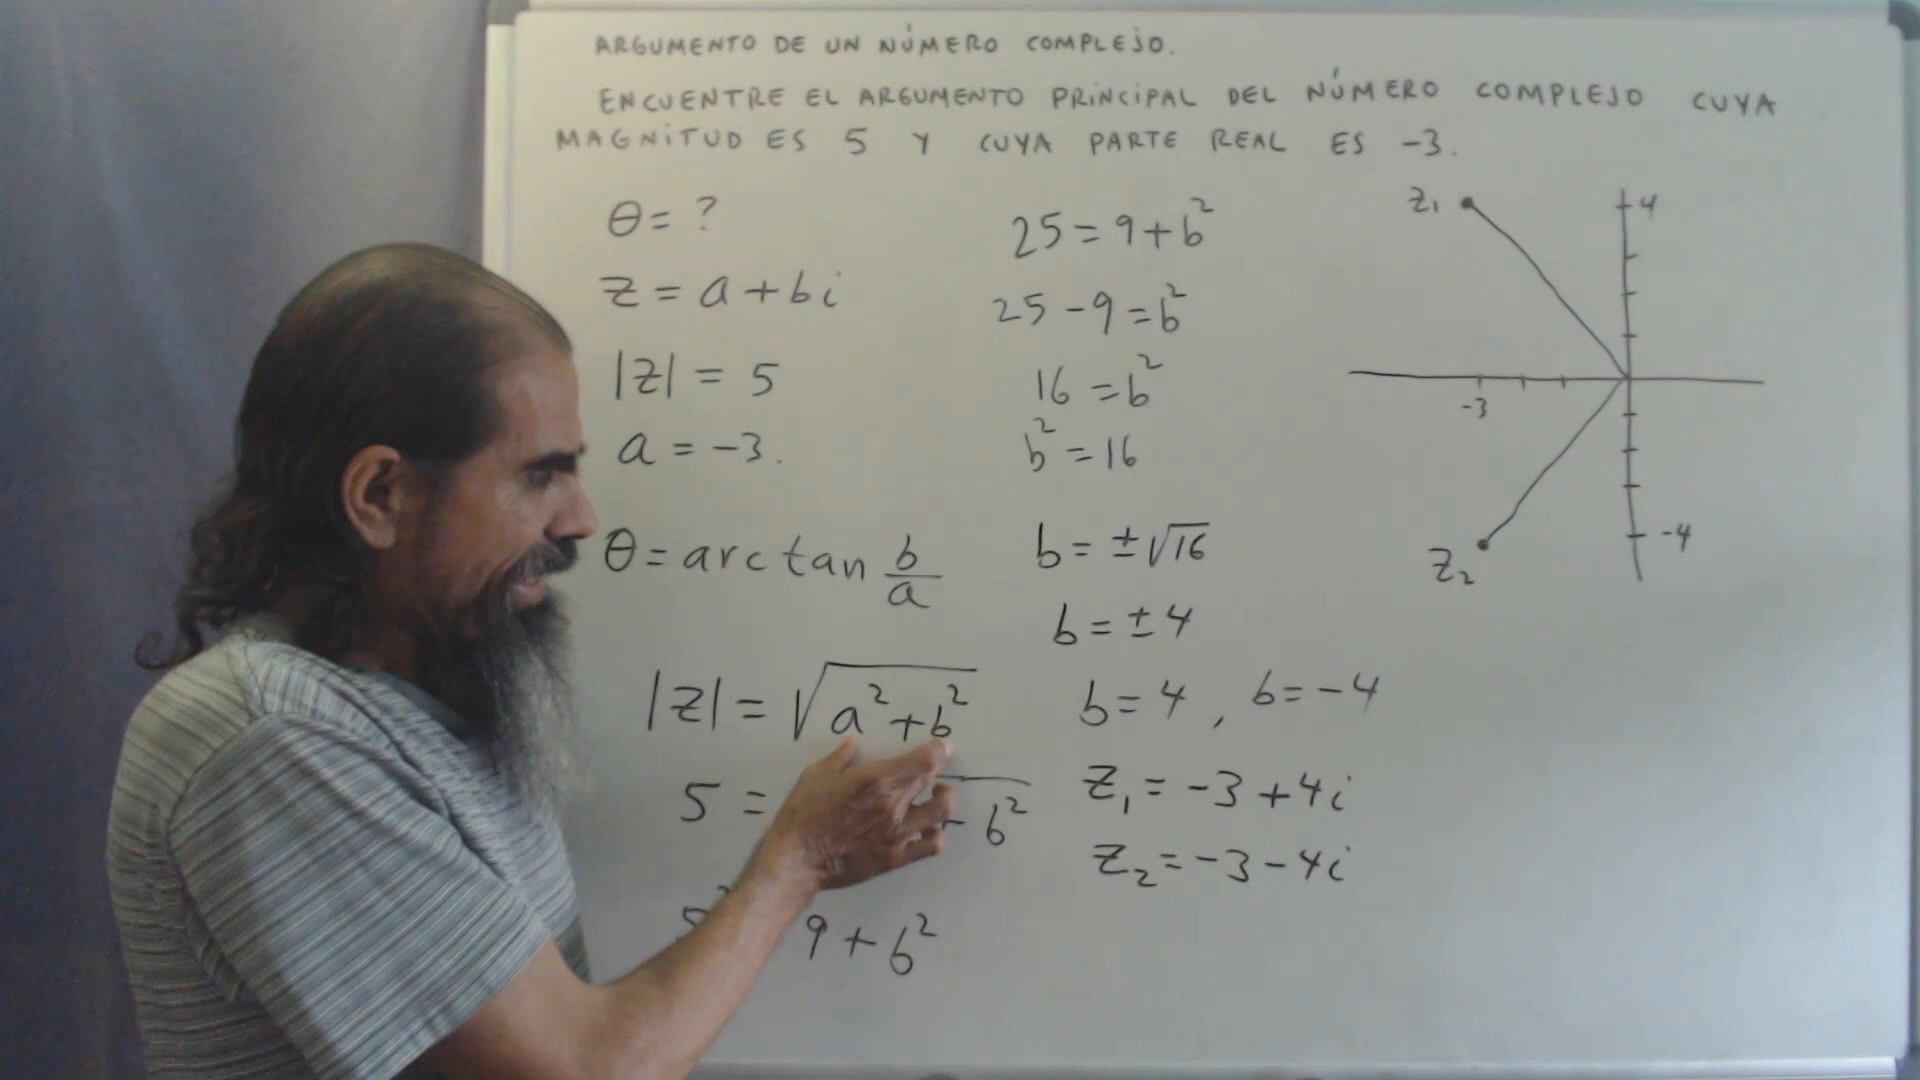 ARGUMENTO DE UN NÚMERO COMPLEJO.
ENCUENTRE EL ARGUMENTO PRINCIPAL DEL NÚMERO COMPLEJO CUYA
MAGNITUD ES 5 Y CUYA PARTE REAL ES -3.
θ = ?
z = a + bi
|z| = 5
a = -3.
θ = arctan b/a
|z| = √(a² + b²)
5 = b²
9 + b²
25 = 9 + b²
25 - 9 = b²
16 = b²
b² = 16
b = ±√16
b = ±4
b = 4 , b = -4
z₁ = -3 + 4i
z₂ = -3 - 4i
z₁
4
-3
-4
z₂